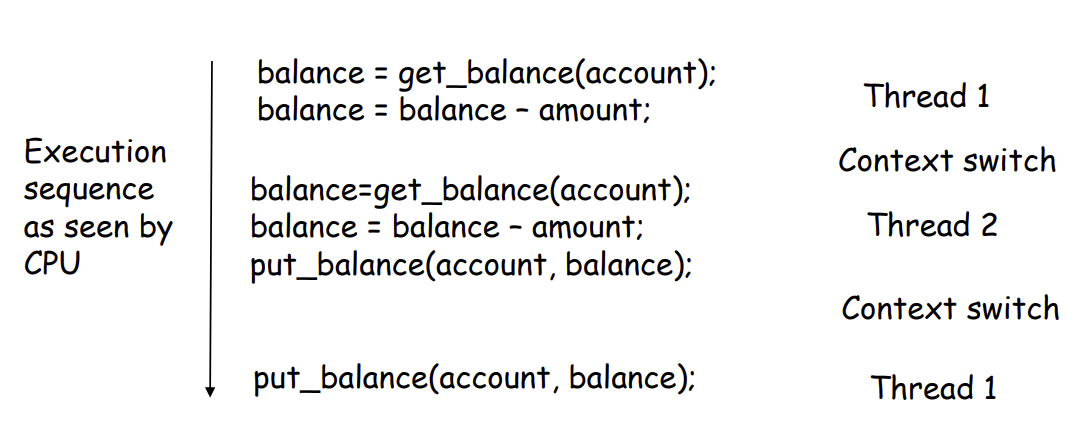 Execution
sequence
as seen by
CPU
balance = get_balance(account);
balance = balance – amount;
Thread 1
Context switch
balance=get_balance(account);
balance = balance – amount;
put_balance(account, balance);
Thread 2
Context switch
put_balance(account, balance);
Thread 1